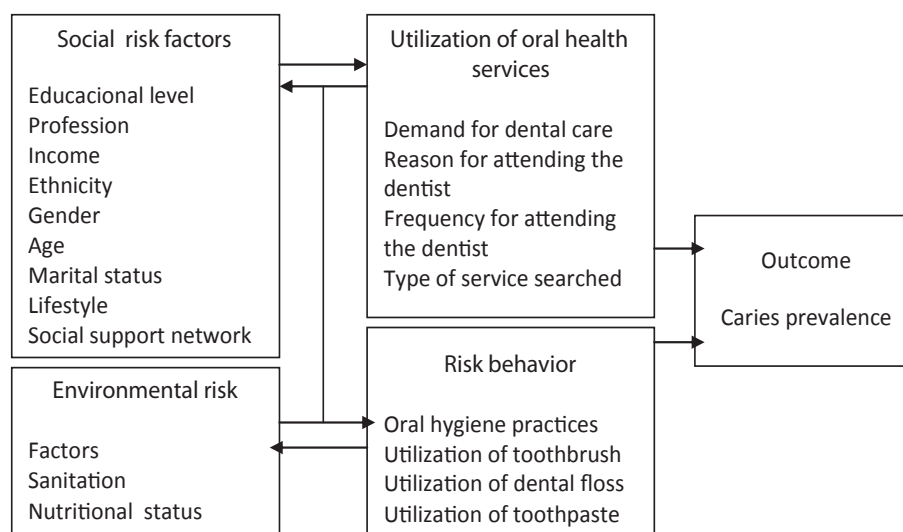 Social risk factors
Educacional level
Profession
Income
Ethnicity
Gender
Age
Marital status
Lifestyle
Social support network
Environmental risk
Factors
Sanitation
Nutritional status
Utilization of oral health
services
Demand for dental care
Reason for attending the
dentist
Frequency for attending
the dentist
Type of service searched
Risk behavior
Oral hygiene practices
Utilization of toothbrush
Utilization of dental floss
Utilization of toothpaste
Outcome
Caries prevalence